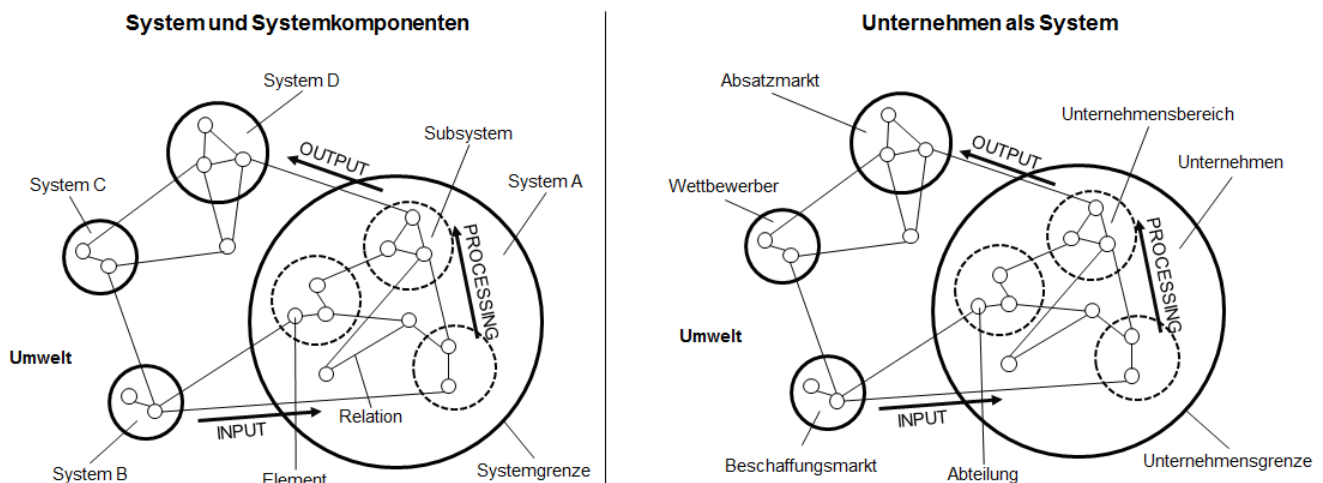 System und Systemkomponenten
System D
Subsystem
OUTPUT
System C
System A
PROCESSING
Umwelt
Relation
INPUT
System B
Element
Systemgrenze
Unternehmen als System
Absatzmarkt
Unternehmensbereich
OUTPUT
Unternehmen
Wettbewerber
PROCESSING
Umwelt
INPUT
Beschaffungsmarkt
Abteilung
Unternehmensgrenze